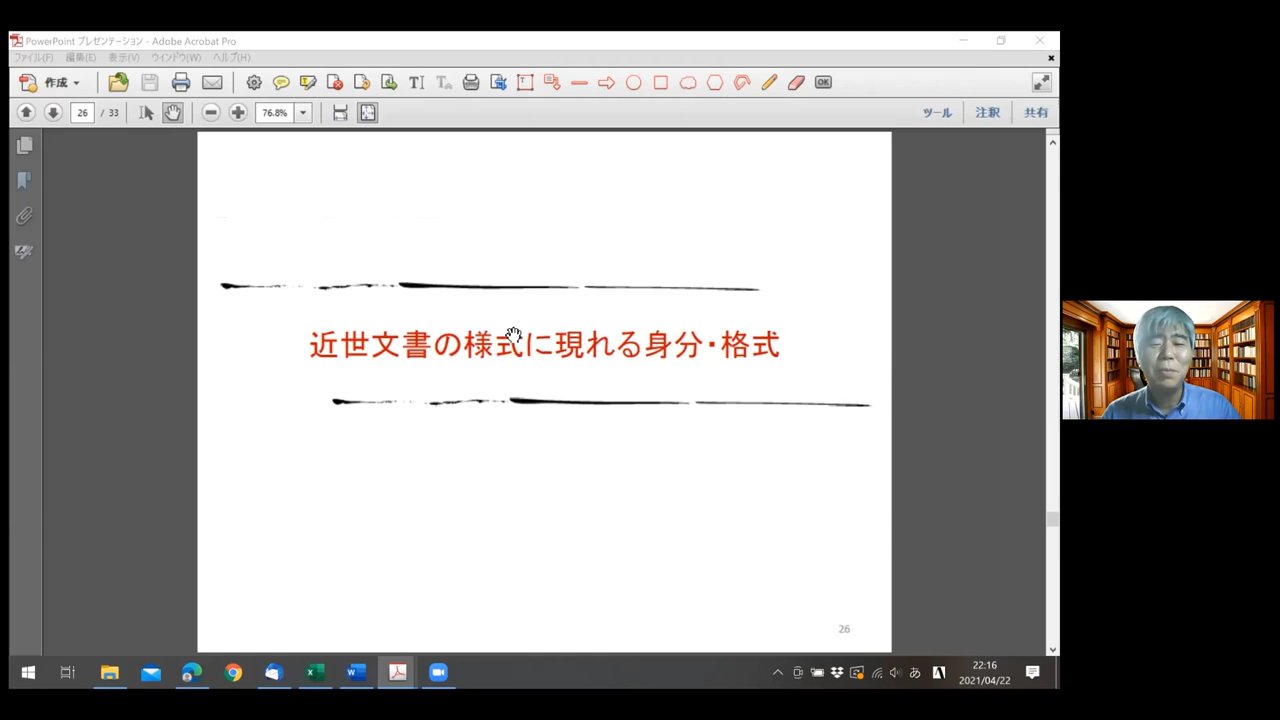 PowerPoint プレゼンテーション - Adobe Acrobat Pro
ファイル(F) 編集(E) 表示(V) ウィンドウ(W) ヘルプ(H)
作成 OK
26 / 33 76.8% ツール 注釈 共有
近世文書の様式に現れる身分・格式
26
あ A 22:16
2021/04/22